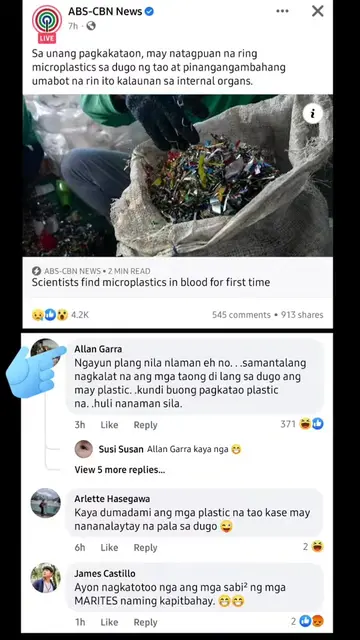 ABS-CBN News
LIVE
7h
Sa unang pagkakataon, may natagpuan na ring
microplastics sa dugo ng tao at pinangangambahang
umabot na rin ito kalaunan sa internal organs.
ABS-CBN NEWS • 2 MIN READ
Scientists find microplastics in blood for first time
4.2K
545 comments • 913 shares
Allan Garra
Ngayun plang nila nlaman eh no. . .samantalang
nagkalat na ang mga taong di lang sa dugo ang
may plastic. .kundi buong pagkatao plastic
na. .huli nanaman sila.
3h Like Reply 371
Susi Susan Allan Garra kaya nga 😁
View 5 more replies...
Arlette Hasegawa
Kaya dumadami ang mga plastic na tao kase may
nananalaytay na pala sa dugo 😜
6h Like Reply 2
James Castillo
Ayon nagkatotoo nga ang mga sabi² ng mga
MARITES naming kapitbahay. 😁😁
1h Like Reply 2